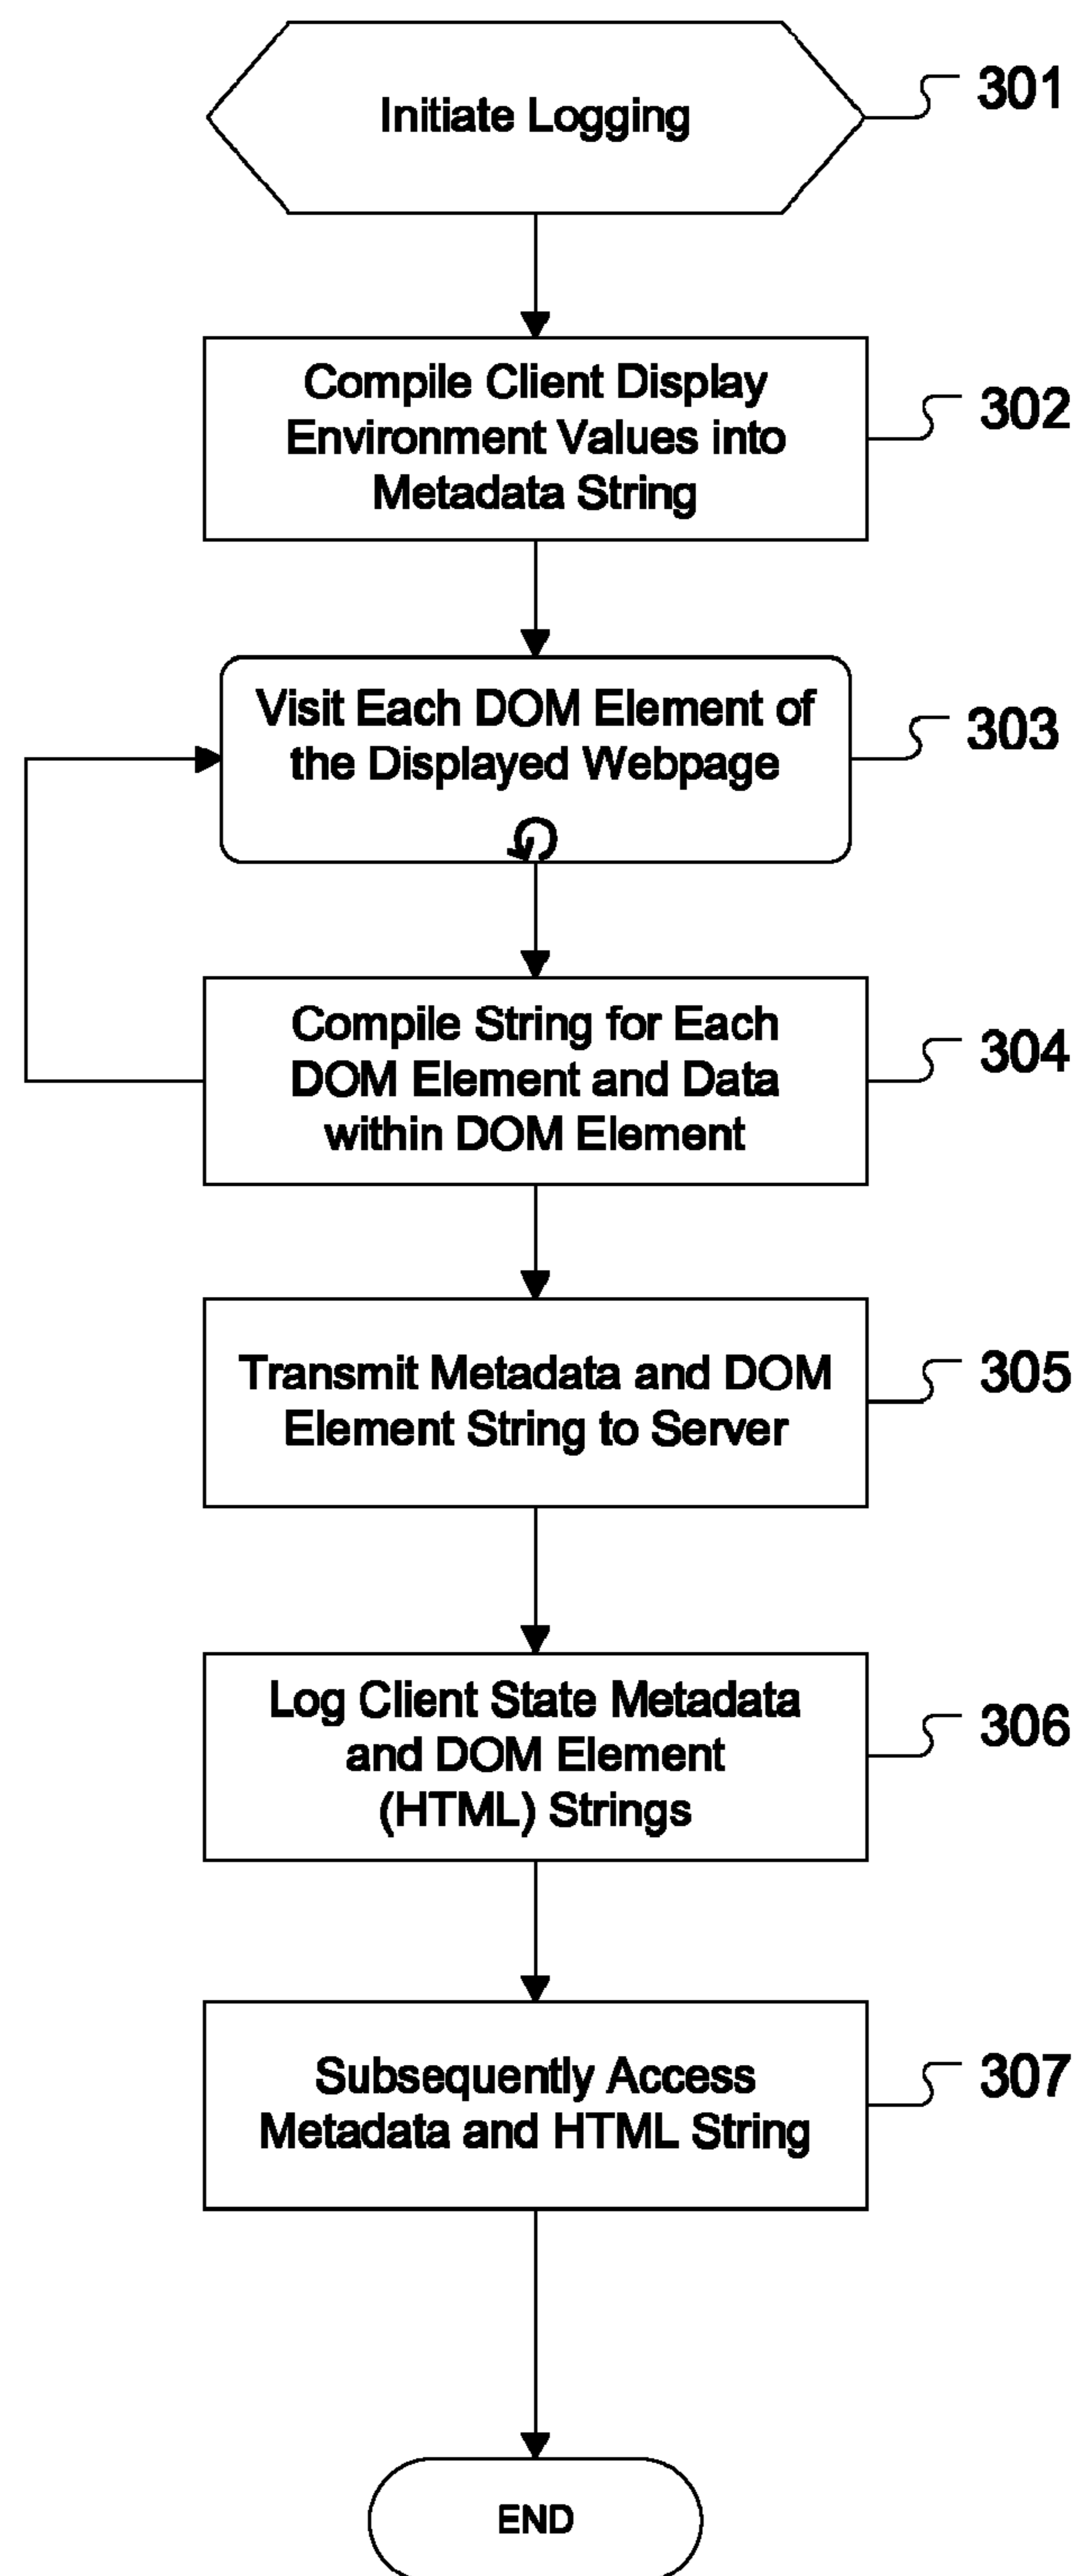 Initiate Logging
301
Compile Client Display
Environment Values into
Metadata String
302
Visit Each DOM Element of
the Displayed Webpage
303
Compile String for Each
DOM Element and Data
within DOM Element
304
Transmit Metadata and DOM
Element String to Server
305
Log Client State Metadata
and DOM Element
(HTML) Strings
306
Subsequently Access
Metadata and HTML String
307
END